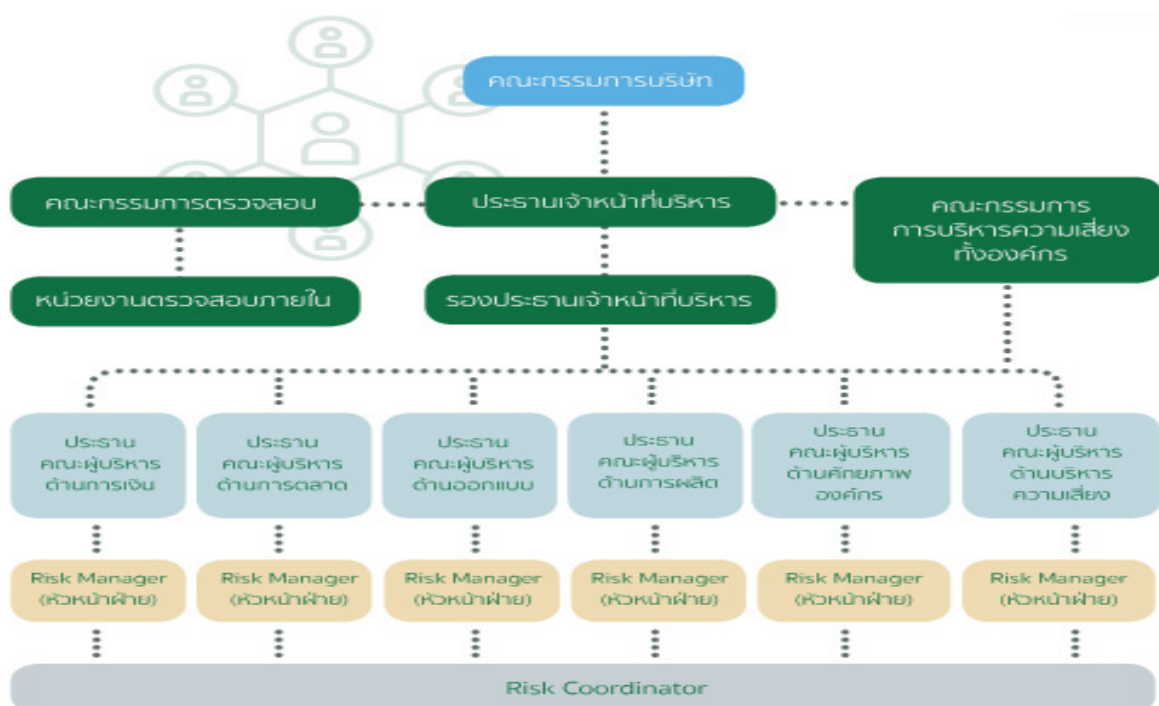 คณะกรรมการบริษัท
คณะกรรมการตรวจสอบ
ประธานเจ้าหน้าที่บริหาร
คณะกรรมการ
การบริหารความเสี่ยง
ทั้งองค์กร
หน่วยงานตรวจสอบภายใน
รองประธานเจ้าหน้าที่บริหาร
ประธาน
คณะผู้บริหาร
ด้านการเงิน
ประธาน
คณะผู้บริหาร
ด้านการตลาด
ประธาน
คณะผู้บริหาร
ด้านออกแบบ
ประธาน
คณะผู้บริหาร
ด้านการผลิต
ประธาน
คณะผู้บริหาร
ด้านศักยภาพ
องค์กร
ประธาน
คณะผู้บริหาร
ด้านบริหาร
ความเสี่ยง
Risk Manager
(หัวหน้าฝ่าย)
Risk Manager
(หัวหน้าฝ่าย)
Risk Manager
(หัวหน้าฝ่าย)
Risk Manager
(หัวหน้าฝ่าย)
Risk Manager
(หัวหน้าฝ่าย)
Risk Manager
(หัวหน้าฝ่าย)
Risk Coordinator